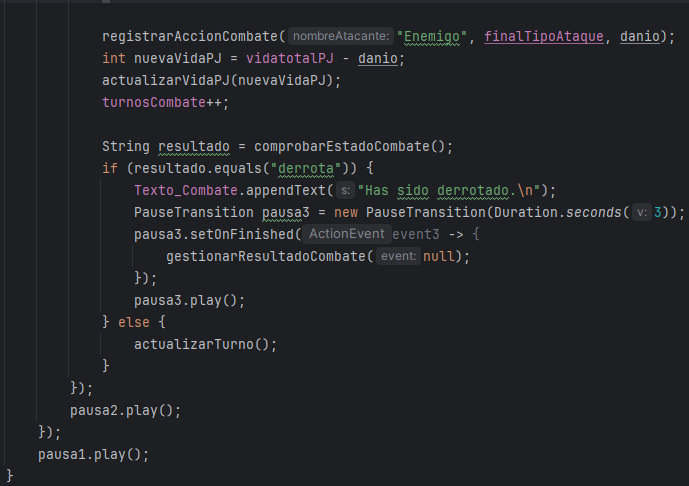 registrarAccionCombate( nombreAtacante: "Enemigo", finalTipoAtaque, danio);
int nuevaVidaPJ = vidatotalPJ - danio;
actualizarVidaPJ(nuevaVidaPJ);
turnosCombate++;
String resultado = comprobarEstadoCombate();
if (resultado.equals("derrota")) {
Texto_Combate.appendText( s: "Has sido derrotado.\n");
PauseTransition pausa3 = new PauseTransition(Duration.seconds( v: 3));
pausa3.setOnFinished( ActionEvent event3 -> {
gestionarResultadoCombate( event: null);
});
pausa3.play();
} else {
actualizarTurno();
}
});
pausa2.play();
});
pausa1.play();
}